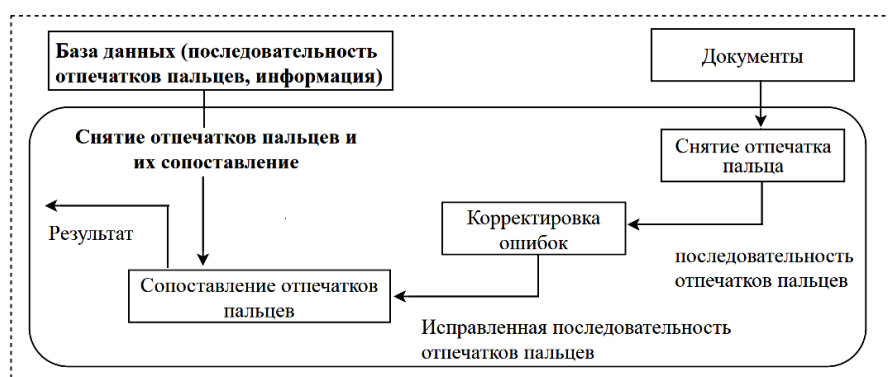 База данных (последовательность
отпечатков пальцев, информация)
Документы
Снятие отпечатков пальцев и
их сопоставление
Снятие отпечатка
пальца
Корректировка
ошибок
Результат
последовательность
отпечатков пальцев
Сопоставление отпечатков
пальцев
Исправленная последовательность
отпечатков пальцев